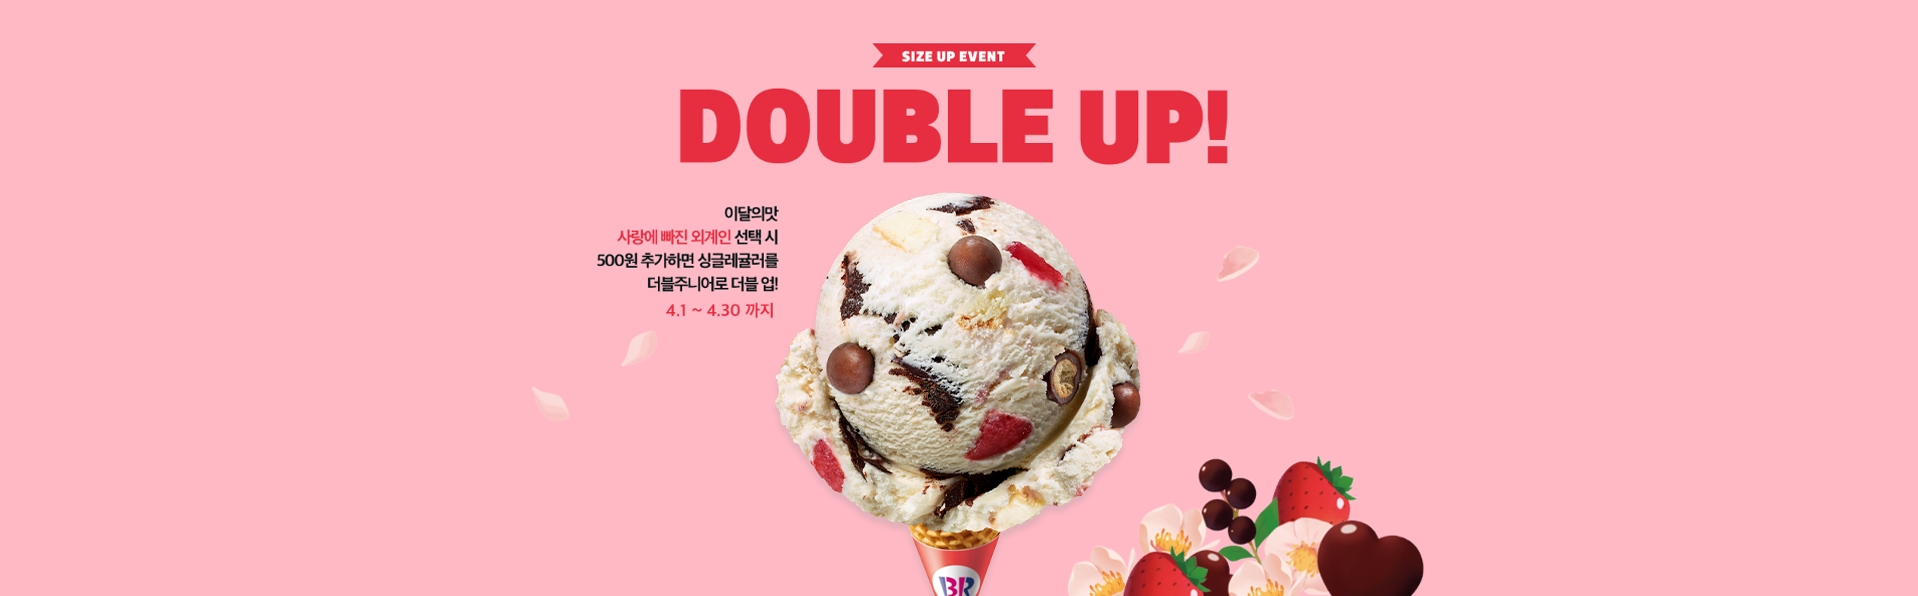 SIZE UP EVENT
DOUBLE UP!
이달의맛
사랑에 빠진 외계인 선택 시
500원 추가하면 싱글레귤러를
더블주니어로 더블 업!
4.1 ~ 4.30 까지
BR